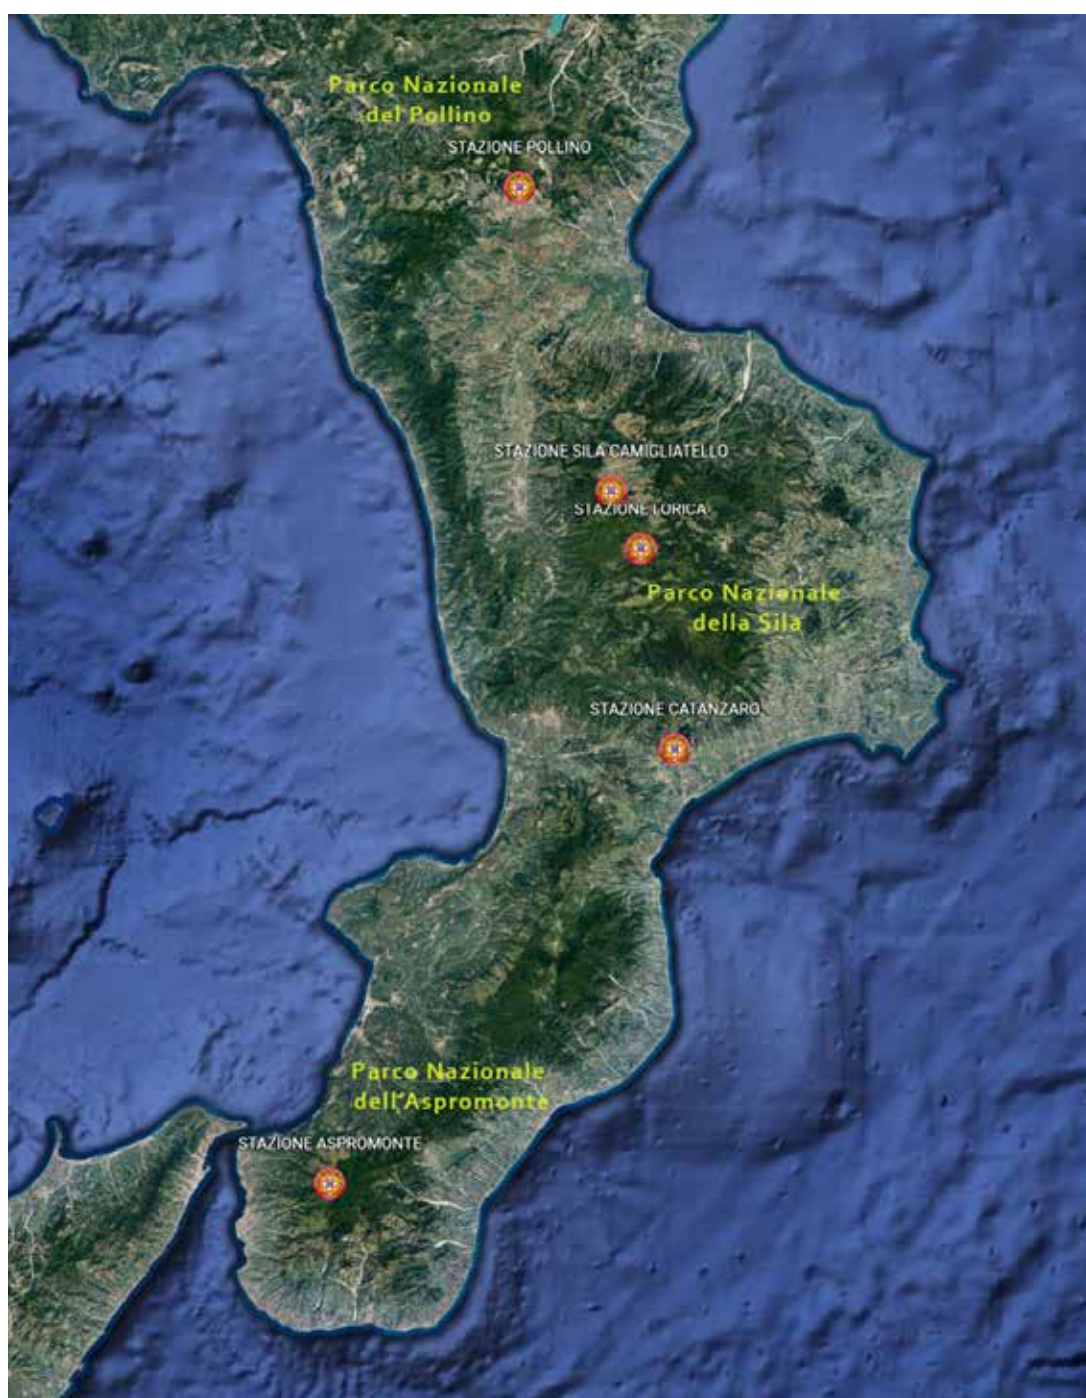 Parco Nazionale
del Pollino
STAZIONE POLLINO
STAZIONE SILA CAMIGLIATELLO
STAZIONE LORICA
Parco Nazionale
della Sila
STAZIONE CATANZARO
Parco Nazionale
dell'Aspromonte
STAZIONE ASPROMONTE